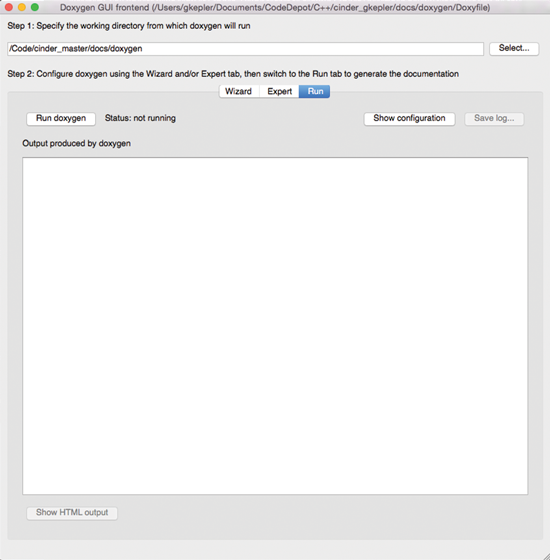 Doxygen GUI frontend (/Users/gkepler/Documents/CodeDepot/C++/cinder_gkepler/docs/doxygen/Doxyfile)
Step 1: Specify the working directory from which doxygen will run
/Code/cinder_master/docs/doxygen Select...
Step 2: Configure doxygen using the Wizard and/or Expert tab, then switch to the Run tab to generate the documentation
Wizard Expert Run
Run doxygen Status: not running Show configuration Save log...
Output produced by doxygen
Show HTML output